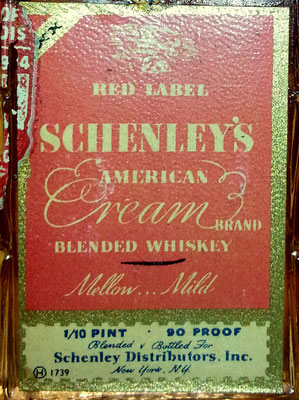 RED LABEL
SCHENLEY'S
AMERICAN
Cream
BRAND
BLENDED WHISKEY
Mellow... Mild
1/10 PINT · 90 PROOF
Blended & Bottled For
Schenley Distributors, Inc.
H 1739
New York, N.Y.